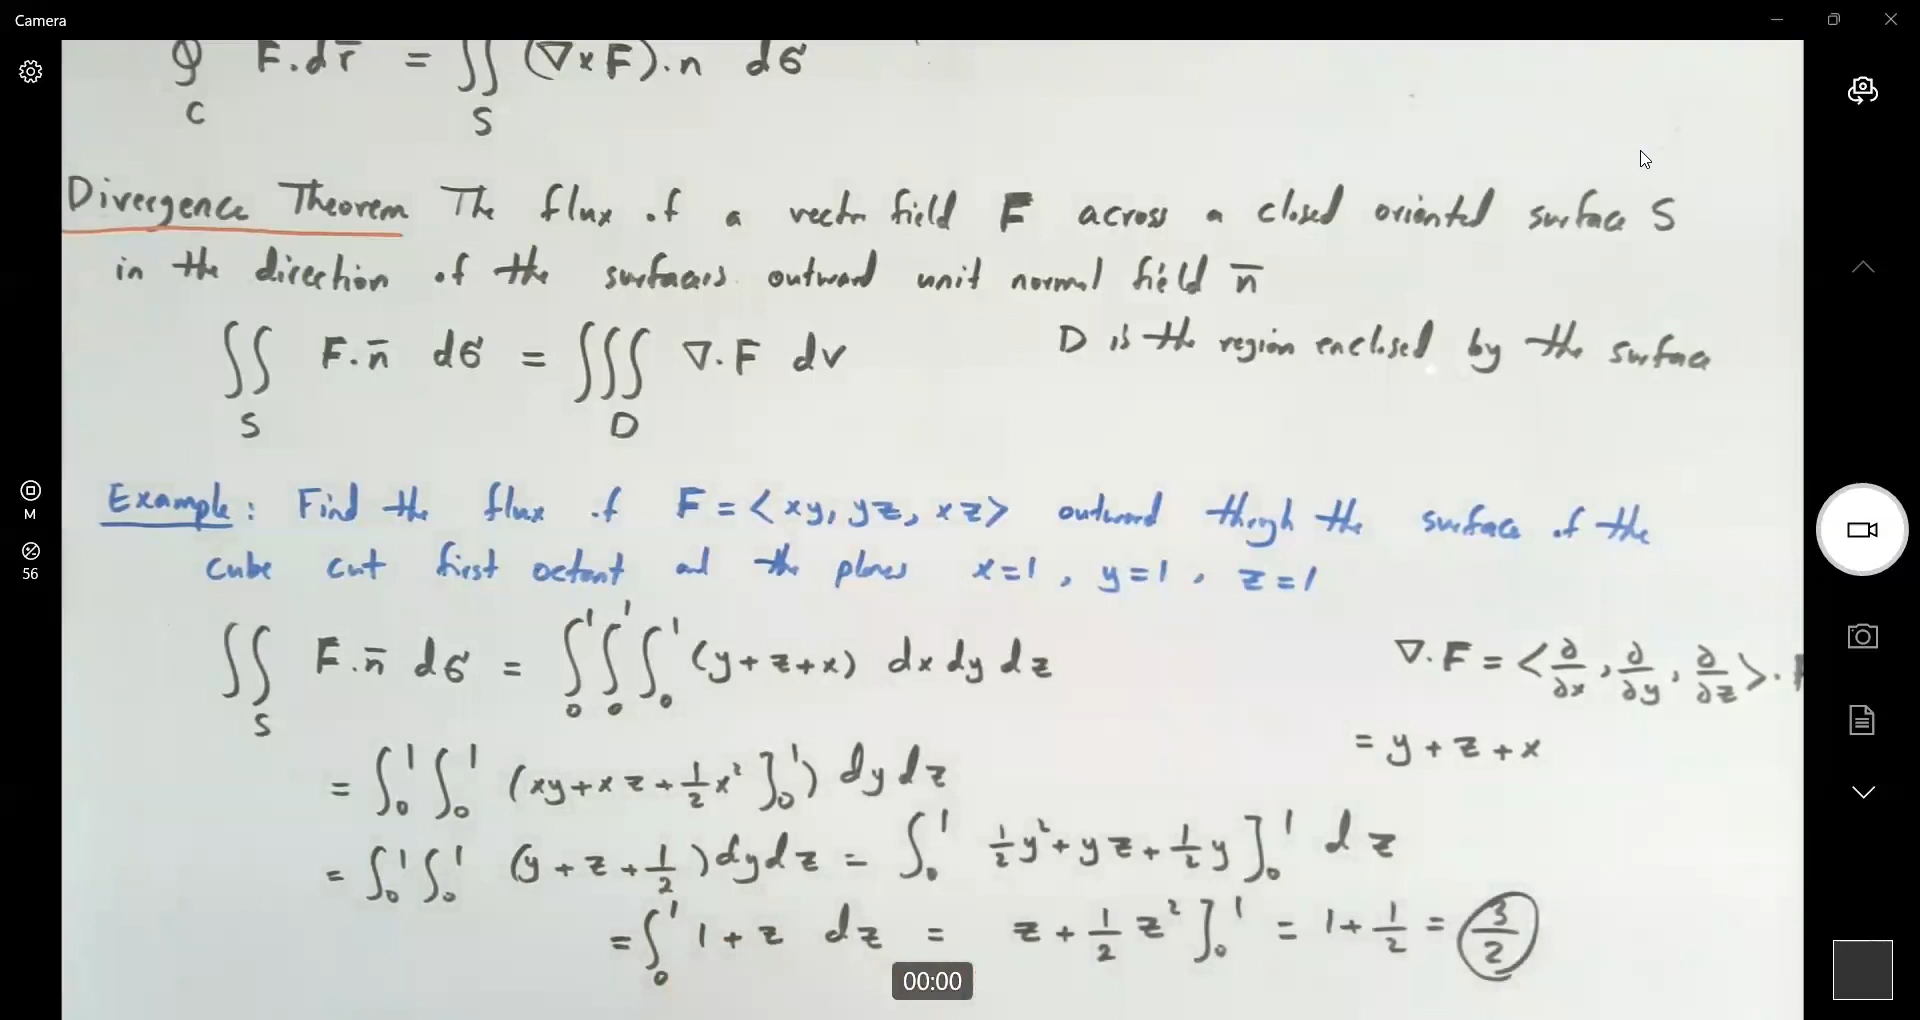 Camera
∮ F.dr̅ = ∬ (∇×F).n dσ
C S
Divergence Theorem The flux of a vector field F across a closed oriented surface S
in the direction of the surfaces outward unit normal field n̅
∬ F.n̅ dσ = ∭ ∇.F dv D is the region enclosed by the surface
S D
Example: Find the flux of F = <xy, yz, xz> outward through the surface of the
cube cut first octant and the planes x=1, y=1, z=1
∬ F.n̅ dσ = ∫₀¹∫₀¹∫₀¹ (y+z+x) dx dy dz ∇.F = <∂/∂x, ∂/∂y, ∂/∂z>.
S
= y+z+x
= ∫₀¹∫₀¹ (xy+xz+1/2x²]₀¹) dy dz
= ∫₀¹∫₀¹ (y+z+1/2)dydz = ∫₀¹ 1/2y²+yz+1/2y]₀¹ dz
= ∫₀¹ 1+z dz = z+1/2z²]₀¹ = 1+1/2 = 3/2
M
56
00:00